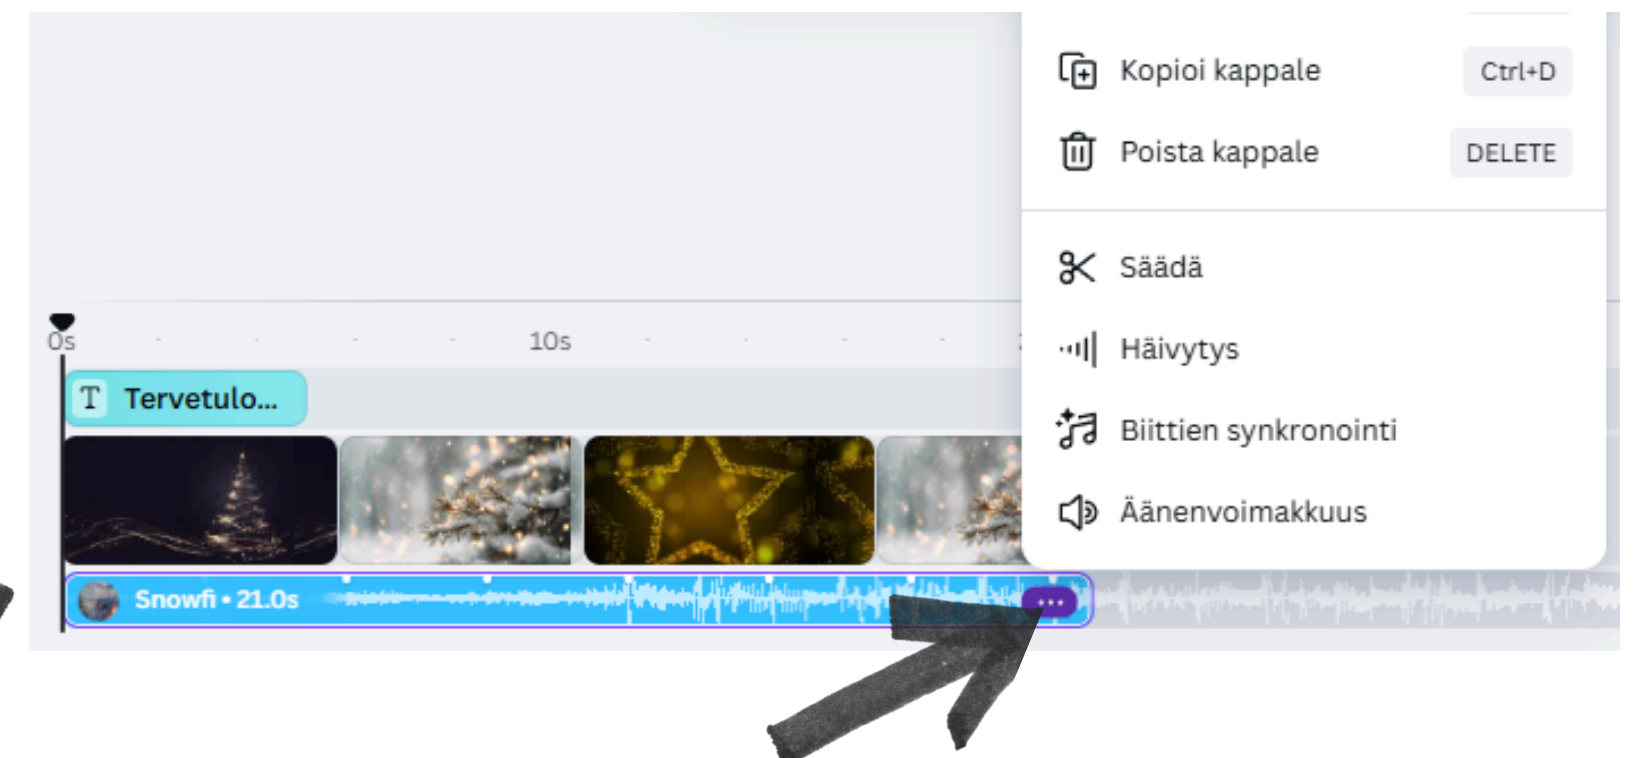 Kopioi kappale Ctrl+D
Poista kappale DELETE
Säädä
Häivytys
Biittien synkronointi
Äänenvoimakkuus
0s 10s
T Tervetulo...
Snowfi • 21.0s